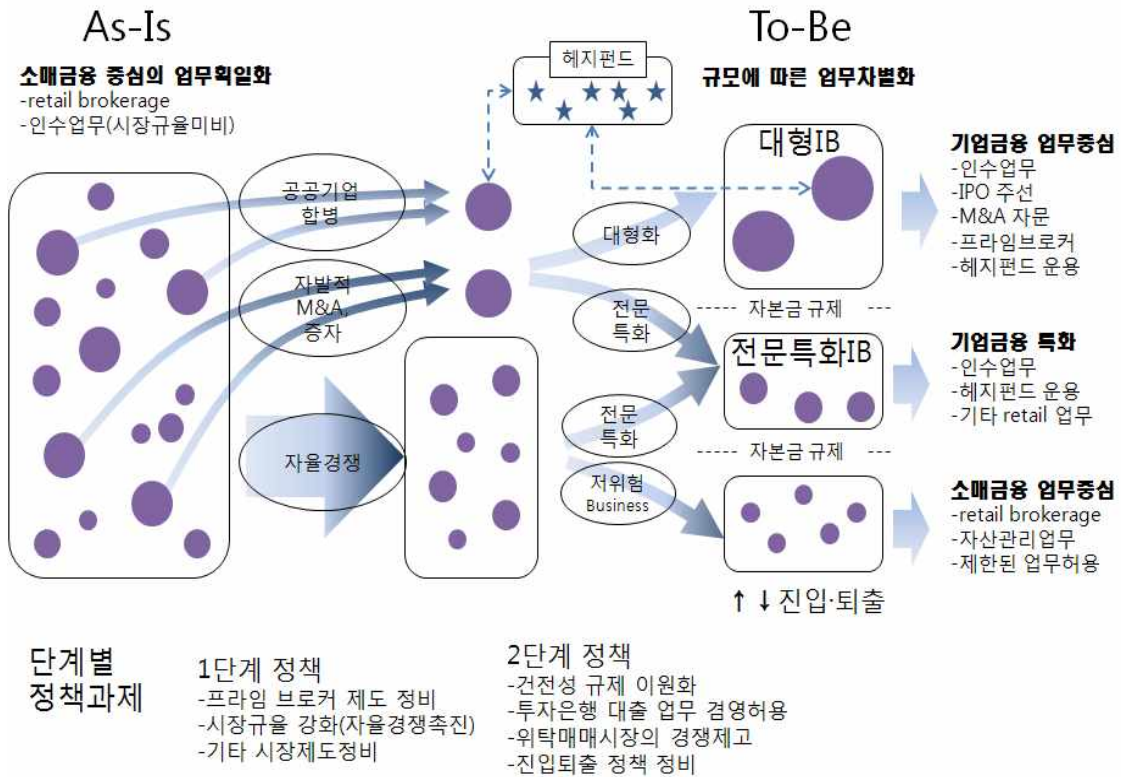 As-Is
To-Be
소매금융 중심의 업무획일화
-retail brokerage
-인수업무(시장규율미비)
헤지펀드
규모에 따른 업무차별화
공공기업
합병
자발적
M&A,
증자
자율경쟁
대형화
전문
특화
전문
특화
저위험
Business
대형IB
----- 자본금 규제 ----
전문특화IB
----- 자본금 규제 ----
↑ ↓ 진입·퇴출
기업금융 업무중심
-인수업무
-IPO 주선
-M&A 자문
-프라임브로커
-헤지펀드 운용
기업금융 특화
-인수업무
-헤지펀드 운용
-기타 retail 업무
소매금융 업무중심
-retail brokerage
-자산관리업무
-제한된 업무허용
단계별
정책과제
1단계 정책
-프라임 브로커 제도 정비
-시장규율 강화(자율경쟁촉진)
-기타 시장제도정비
2단계 정책
-건전성 규제 이원화
-투자은행 대출 업무 겸영허용
-위탁매매시장의 경쟁제고
-진입퇴출 정책 정비